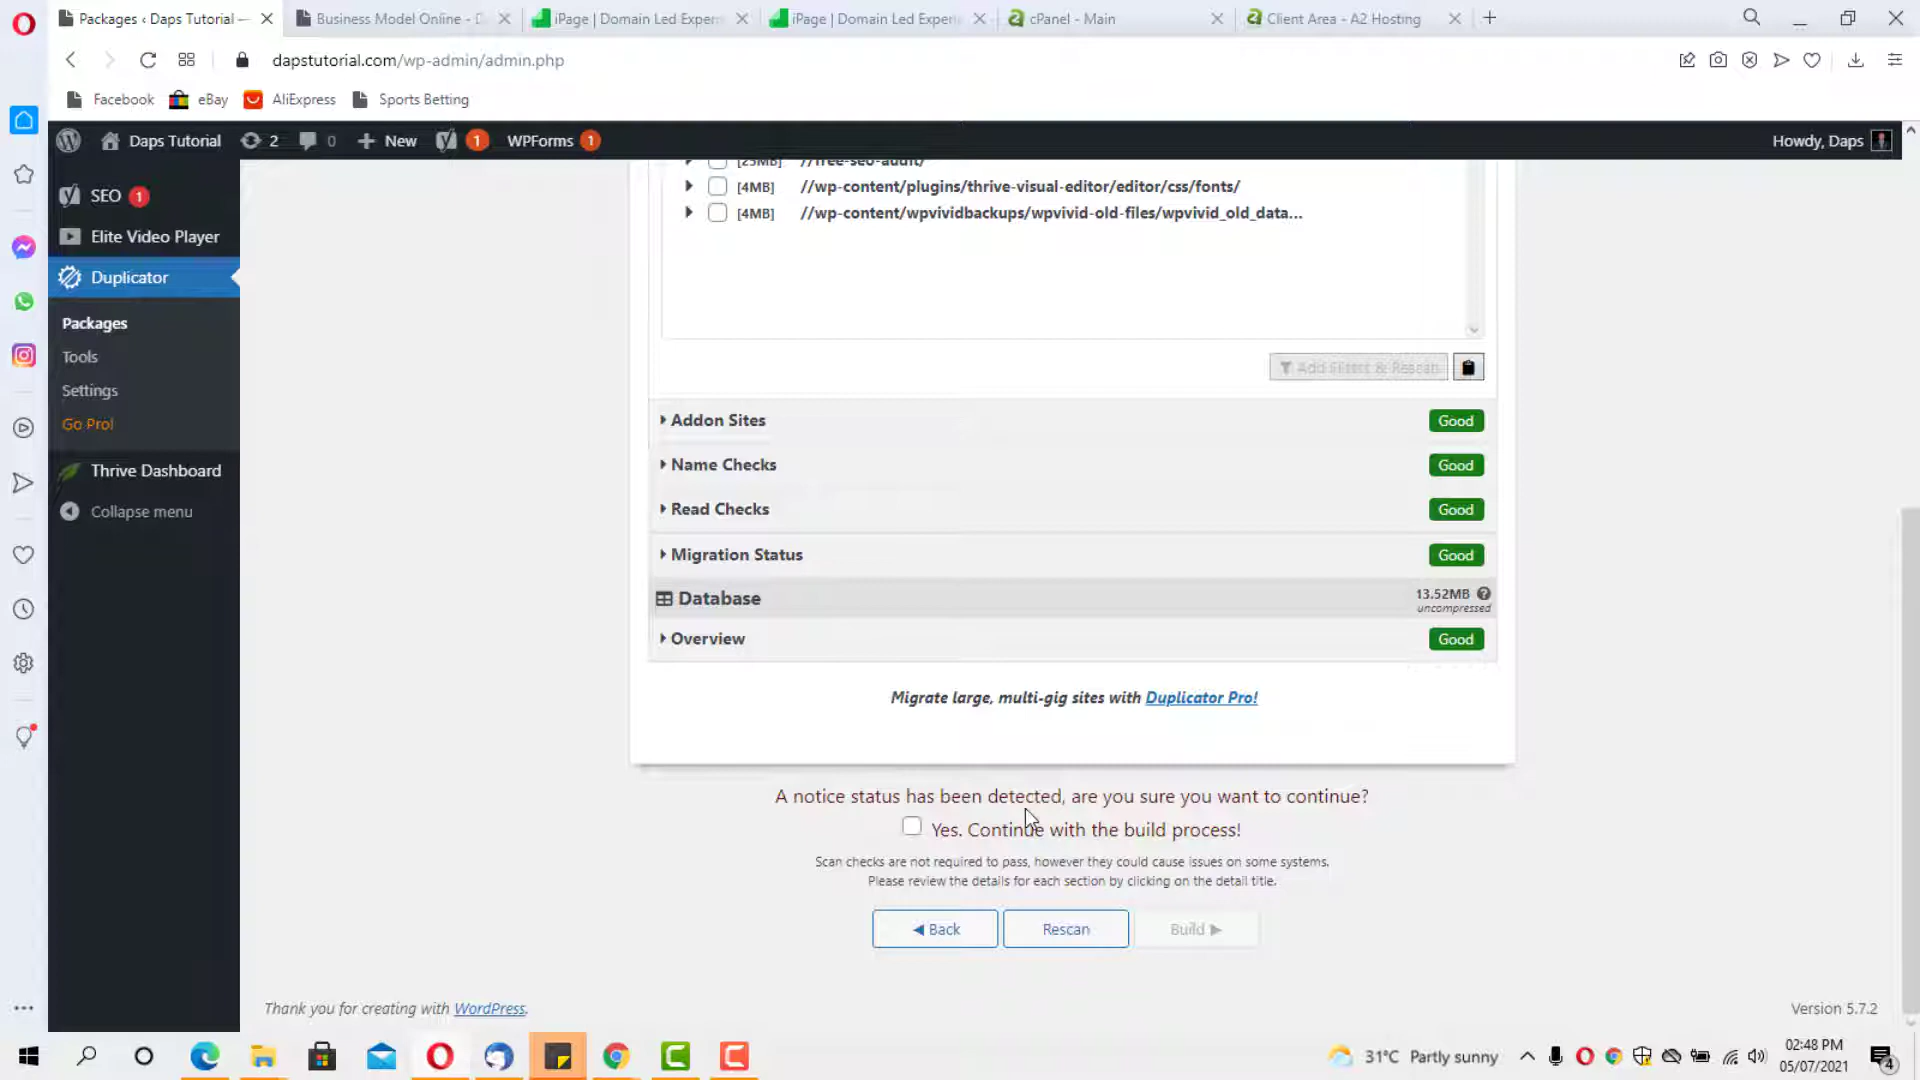 Packages ‹ Daps Tutorial —
Business Model Online - D
iPage | Domain Led Exper
iPage | Domain Led Experi
cPanel - Main
Client Area - A2 Hosting
dapstutorial.com/wp-admin/admin.php
Facebook
eBay
AliExpress
Sports Betting
Daps Tutorial
2
0
New
1
WPForms
1
Howdy, Daps
SEO 1
Elite Video Player
Duplicator
Packages
Tools
Settings
Go Pro!
Thrive Dashboard
Collapse menu
[25MB] //free-seo-audit/
[4MB] //wp-content/plugins/thrive-visual-editor/editor/css/fonts/
[4MB] //wp-content/wpvividbackups/wpvivid-old-files/wpvivid_old_data...
Add Filters & Rescan
Addon Sites Good
Name Checks Good
Read Checks Good
Migration Status Good
Database 13.52MB
uncompressed
Overview Good
Migrate large, multi-gig sites with Duplicator Pro!
A notice status has been detected, are you sure you want to continue?
Yes. Continue with the build process!
Scan checks are not required to pass, however they could cause issues on some systems.
Please review the details for each section by clicking on the detail title.
◀ Back
Rescan
Build ▶
Thank you for creating with WordPress.
Version 5.7.2
31°C Partly sunny
02:48 PM
05/07/2021
4